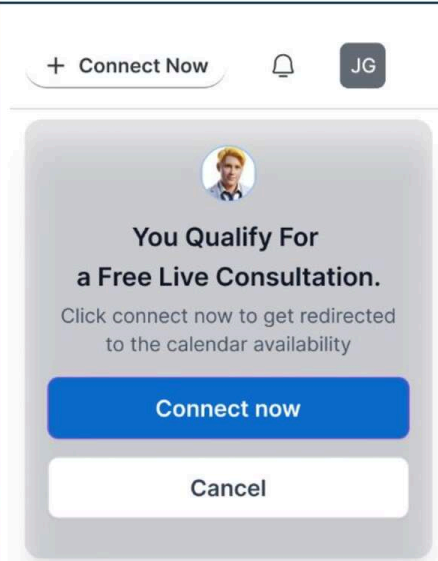 + Connect Now
JG
You Qualify For
a Free Live Consultation.
Click connect now to get redirected
to the calendar availability
Connect now
Cancel